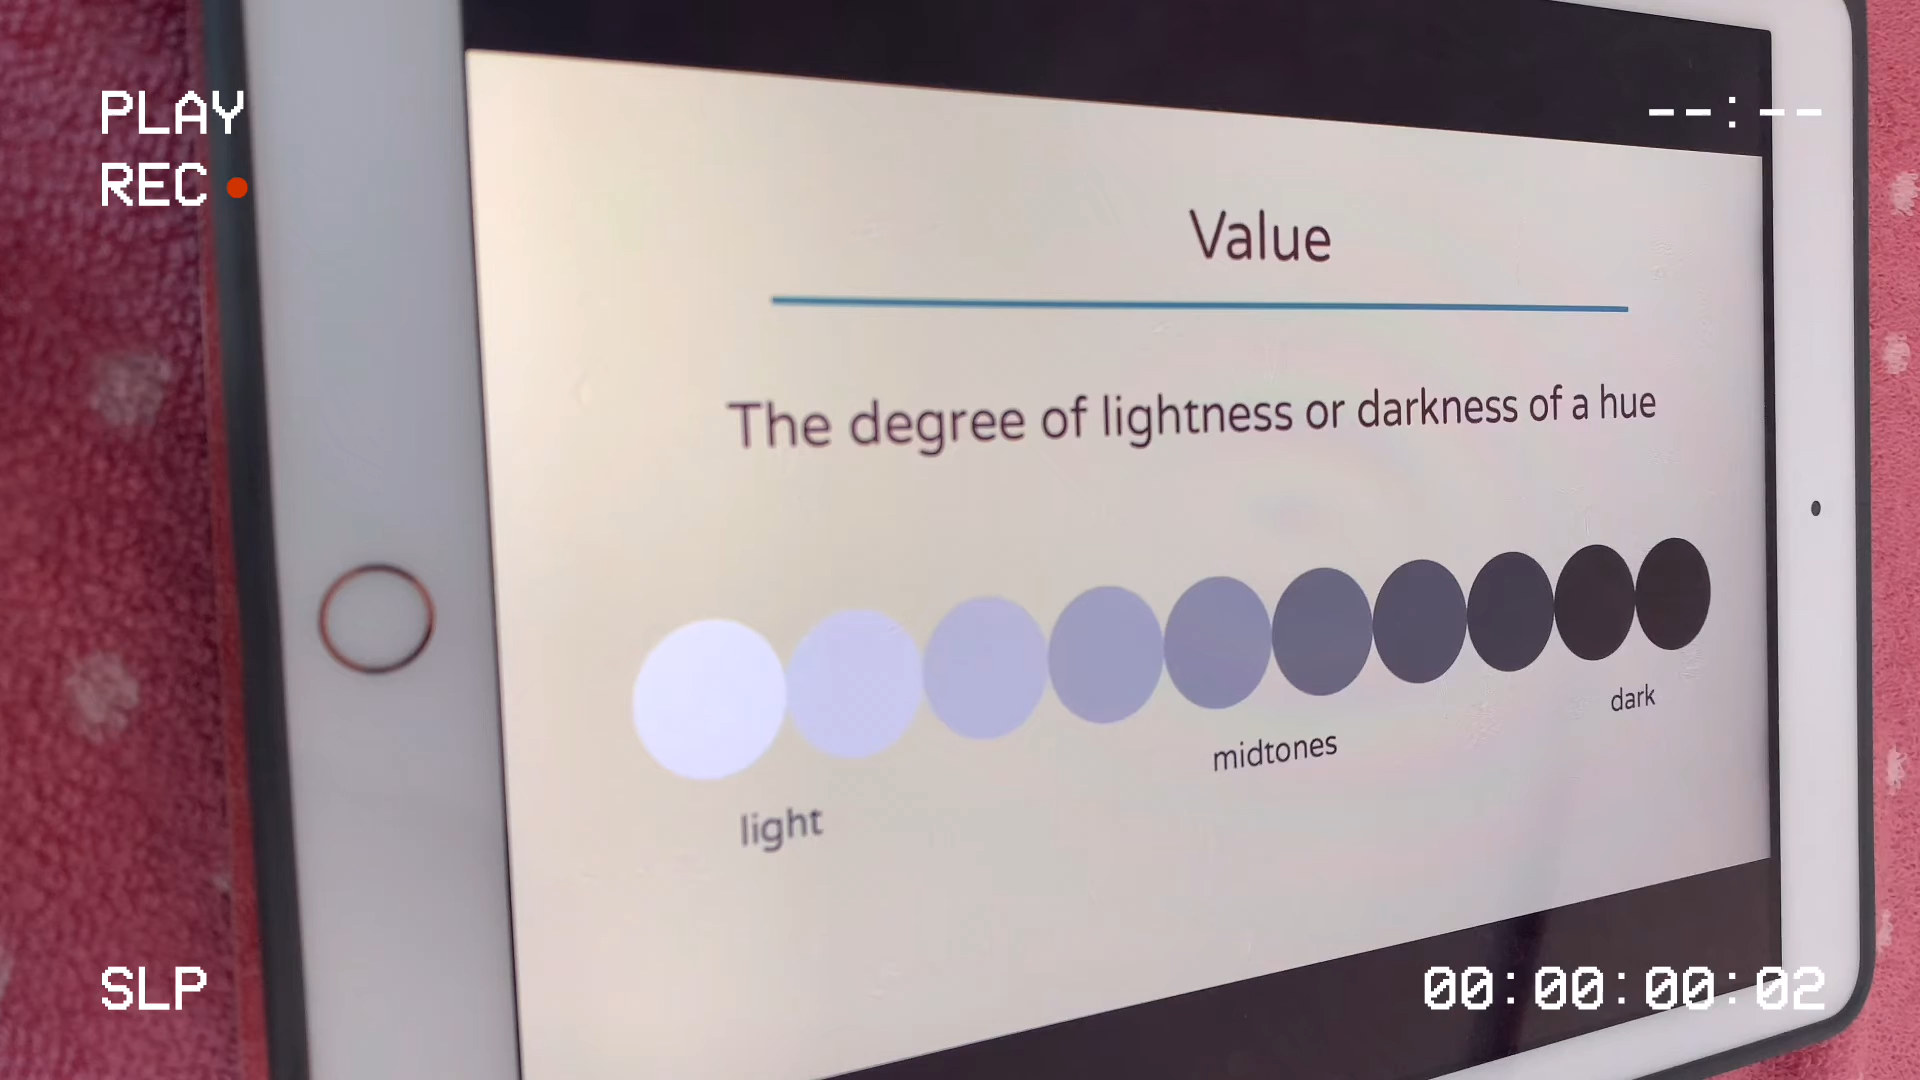 PLAY
--:--
REC
Value
The degree of lightness or darkness of a hue
light
midtones
dark
SLP
00:00:00:02